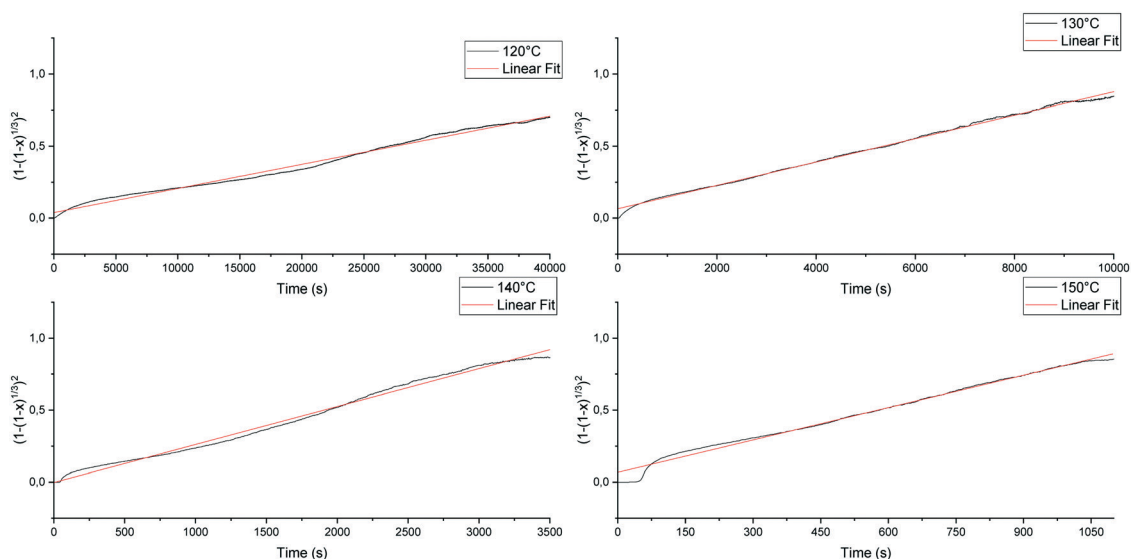 120°C
Linear Fit
1,0
0,5
0,0
(1-(1-x)^1/3)^2
0 5000 10000 15000 20000 25000 30000 35000 40000
Time (s)
130°C
Linear Fit
1,0
0,5
0,0
(1-(1-x)^1/3)^2
0 2000 4000 6000 8000 10000
Time (s)
140°C
Linear Fit
1,0
0,5
0,0
(1-(1-x)^1/3)^2
0 500 1000 1500 2000 2500 3000 3500
Time (s)
150°C
Linear Fit
1,0
0,5
0,0
(1-(1-x)^1/3)^2
0 150 300 450 600 750 900 1050
Time (s)